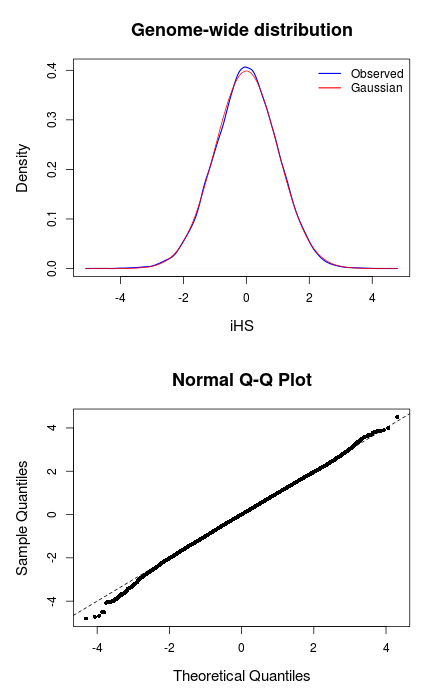 Genome-wide distribution
Observed
Gaussian
Density
0.4
0.3
0.2
0.1
0.0
-4 -2 0 2 4
iHS
Normal Q-Q Plot
Sample Quantiles
4
2
0
-2
-4
-4 -2 0 2 4
Theoretical Quantiles